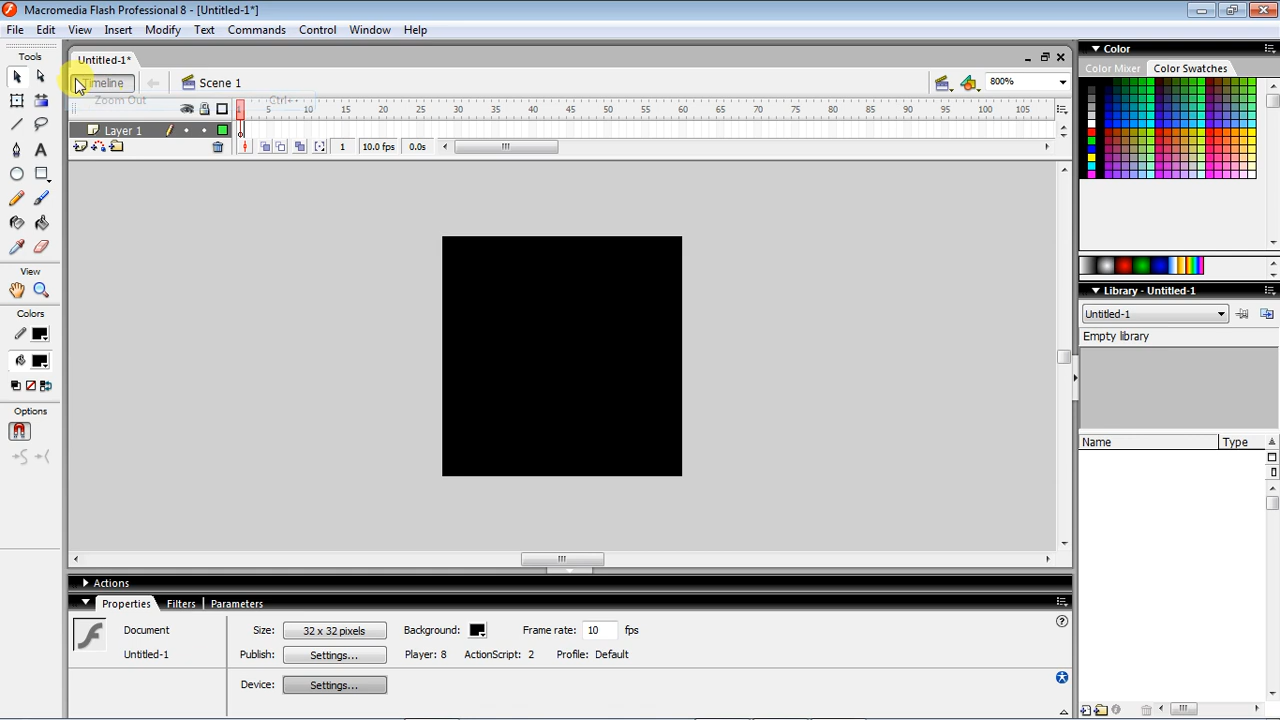 Macromedia Flash Professional 8 - [Untitled-1*]
File Edit View Insert Modify Text Commands Control Window Help
Tools
Untitled-1*
Timeline
Scene 1
800%
Zoom Out Ctrl+-
1 5 10 15 20 25 30 35 40 45 50 55 60 65 70 75 80 85 90 95 100 105
Layer 1
1 10.0 fps 0.0s
View
Colors
Options
Color
Color Mixer Color Swatches
Library - Untitled-1
Untitled-1
Empty library
Name Type
Actions
Properties Filters Parameters
Document
Untitled-1
Size: 32 x 32 pixels Background: Frame rate: 10 fps
Publish: Settings... Player: 8 ActionScript: 2 Profile: Default
Device: Settings...